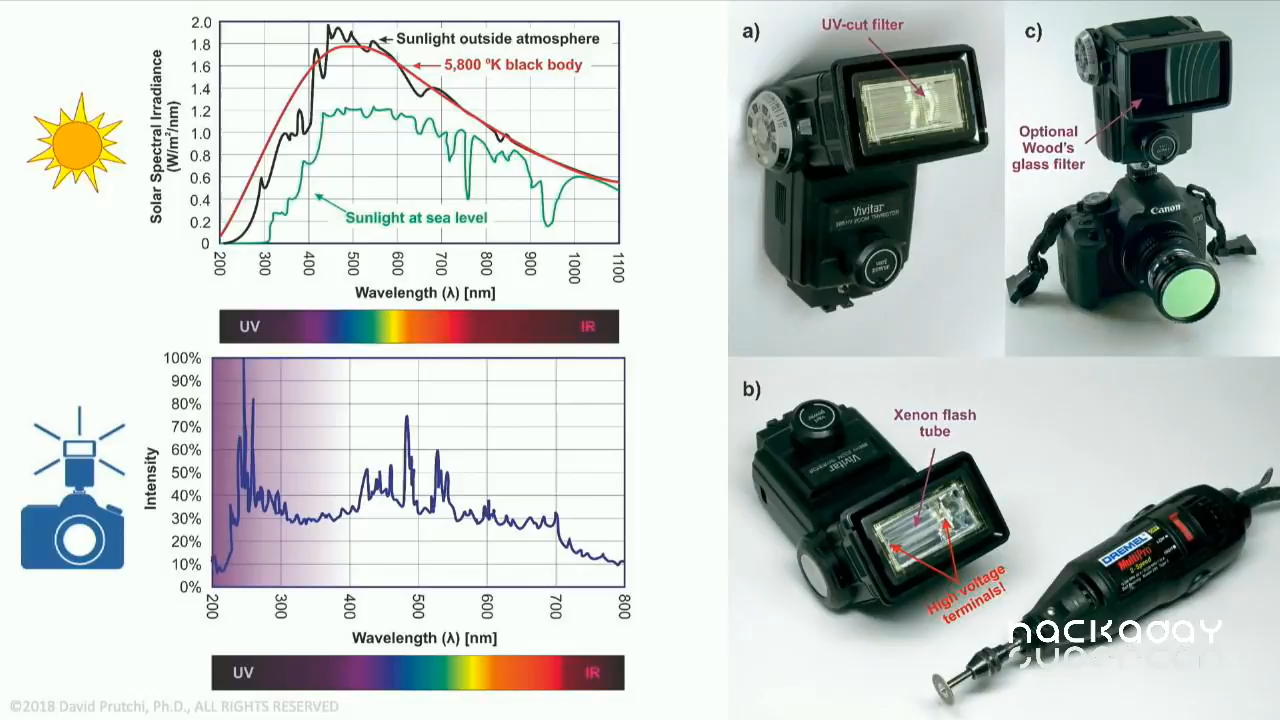 Solar Spectral Irradiance
(W/m²/nm)
2.0
1.8
1.6
1.4
1.2
1.0
0.8
0.6
0.4
0.2
0
Sunlight outside atmosphere
5,800 ºK black body
Sunlight at sea level
200
300
400
500
600
700
800
900
1000
1100
Wavelength (λ) [nm]
UV
IR
Intensity
100%
90%
80%
70%
60%
50%
40%
30%
20%
10%
0%
200
300
400
500
600
700
800
Wavelength (λ) [nm]
UV
IR
©2018 David Prutchi, Ph.D., ALL RIGHTS RESERVED
a)
UV-cut filter
Vivitar
c)
Optional
Wood's
glass filter
Canon
b)
Xenon flash
tube
Vivitar
High voltage
terminals!
DREMEL
MultiPro
2-Speed
hackaday
supercon